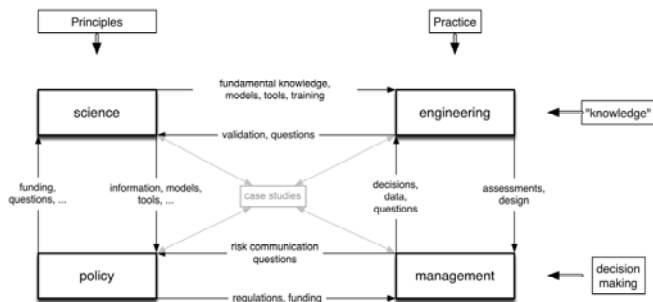 Principles
Practice
fundamental knowledge,
models, tools, training
science
engineering
"knowledge"
validation, questions
funding,
questions, ...
information, models,
tools, ...
case studies
decisions,
data,
questions
assessments,
design
risk communication
questions
policy
management
decision
making
regulations, funding